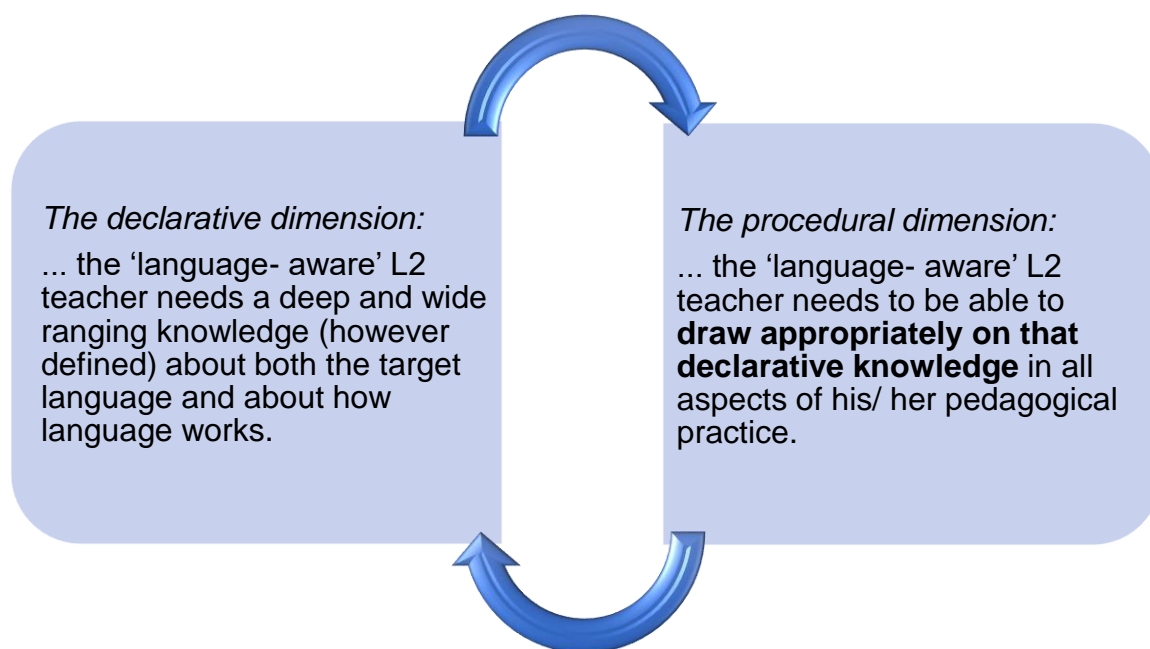 The declarative dimension:
... the ‘language- aware’ L2
teacher needs a deep and wide
ranging knowledge (however
defined) about both the target
language and about how
language works.
The procedural dimension:
... the ‘language- aware’ L2
teacher needs to be able to
draw appropriately on that
declarative knowledge in all
aspects of his/ her pedagogical
practice.